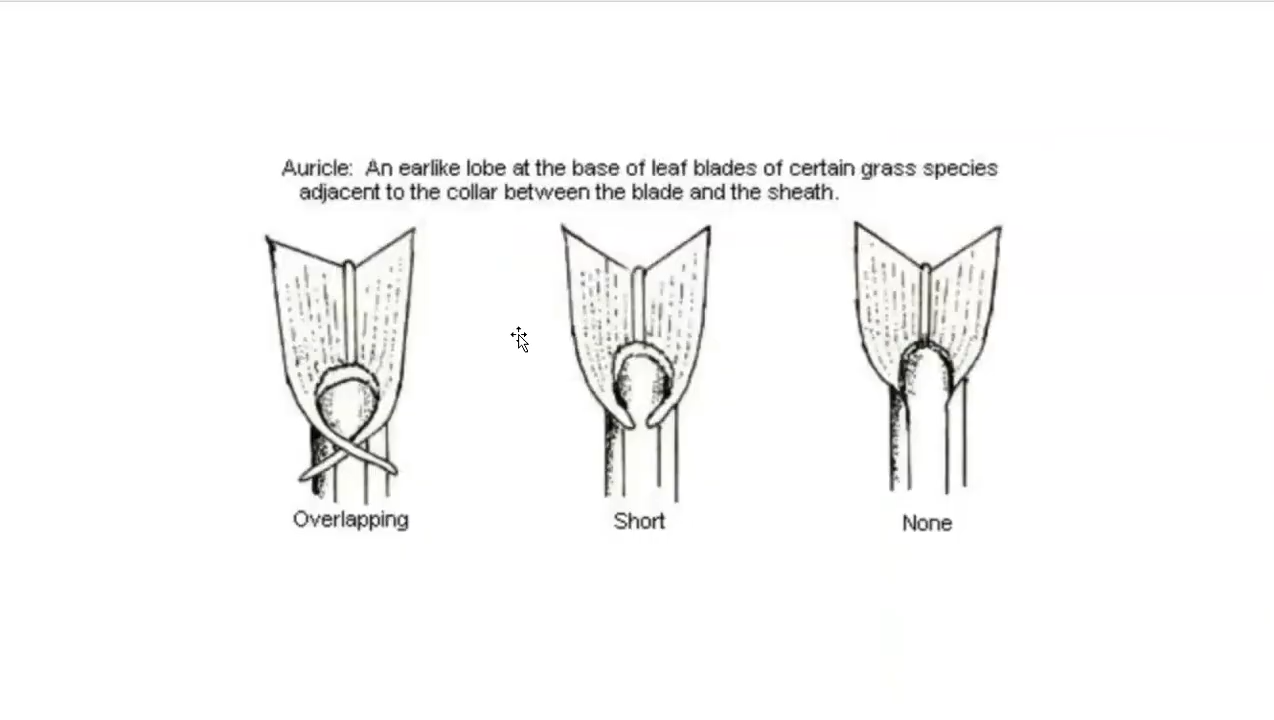 Auricle: An earlike lobe at the base of leaf blades of certain grass species
adjacent to the collar between the blade and the sheath.
Overlapping
Short
None